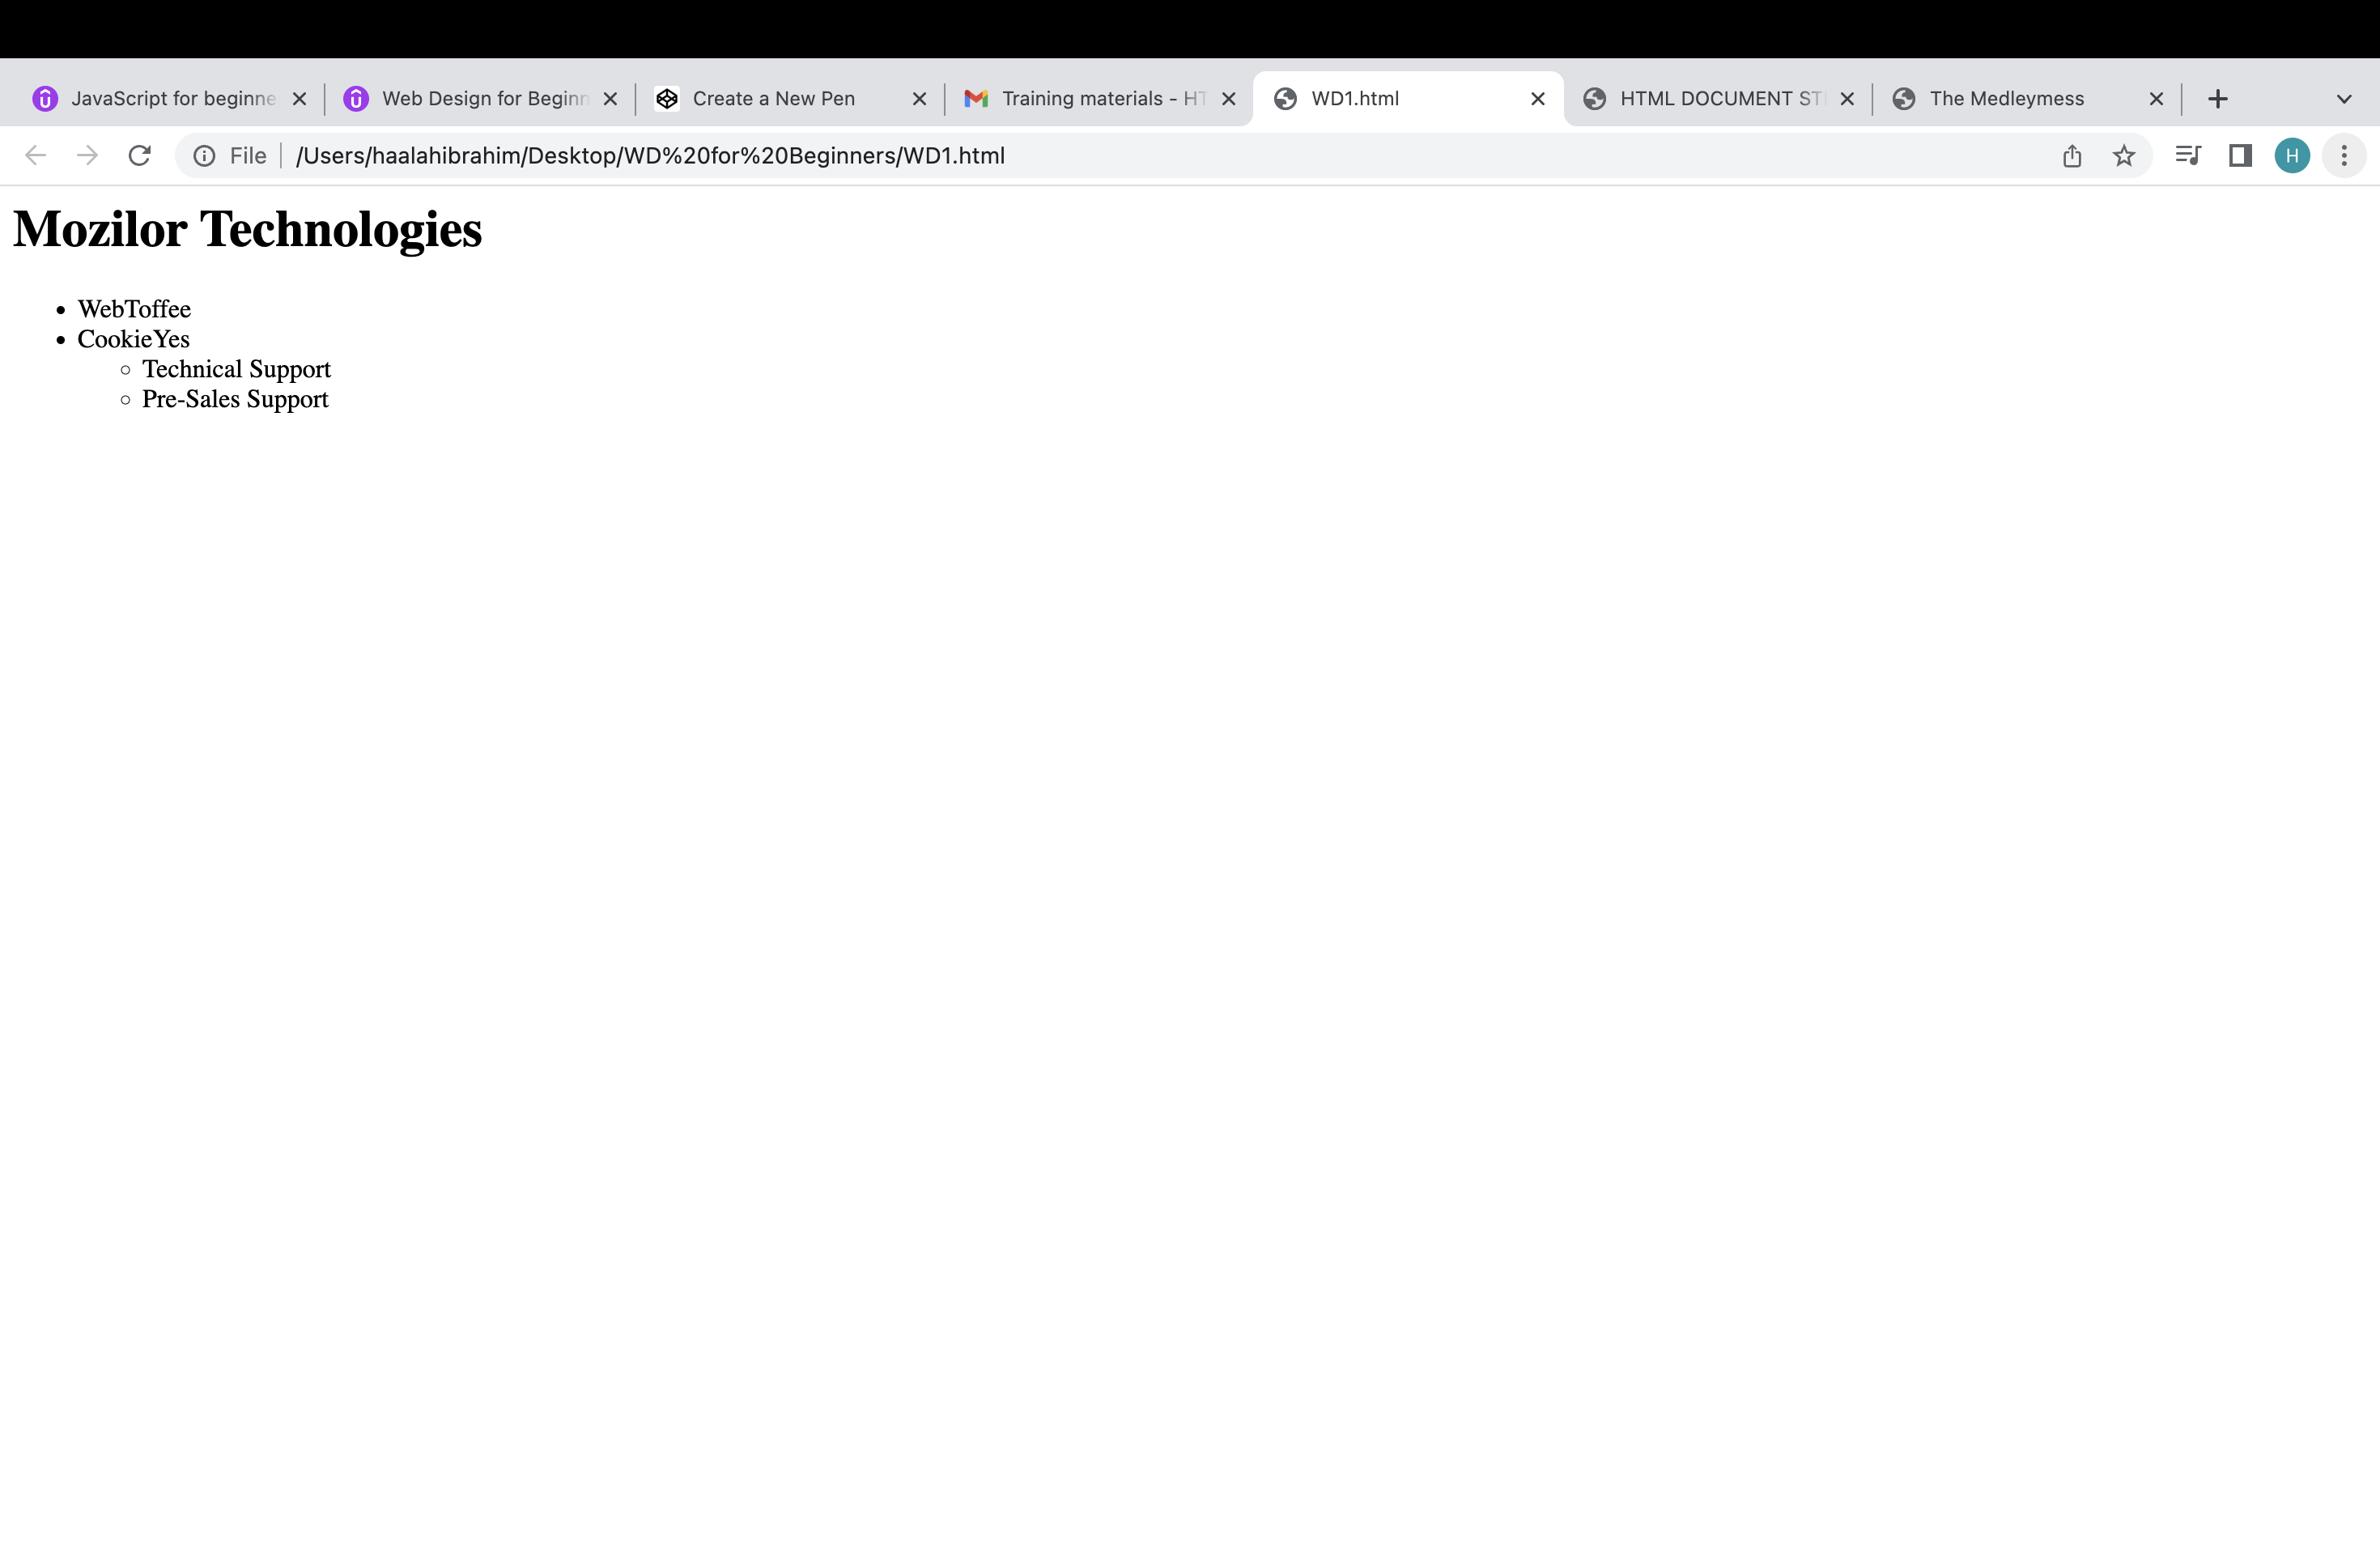 JavaScript for beginne
Web Design for Beginn
Create a New Pen
Training materials - HT
WD1.html
HTML DOCUMENT ST
The Medleymess
File /Users/haalahibrahim/Desktop/WD%20for%20Beginners/WD1.html
H
Mozilor Technologies
WebToffee
CookieYes
Technical Support
Pre-Sales Support